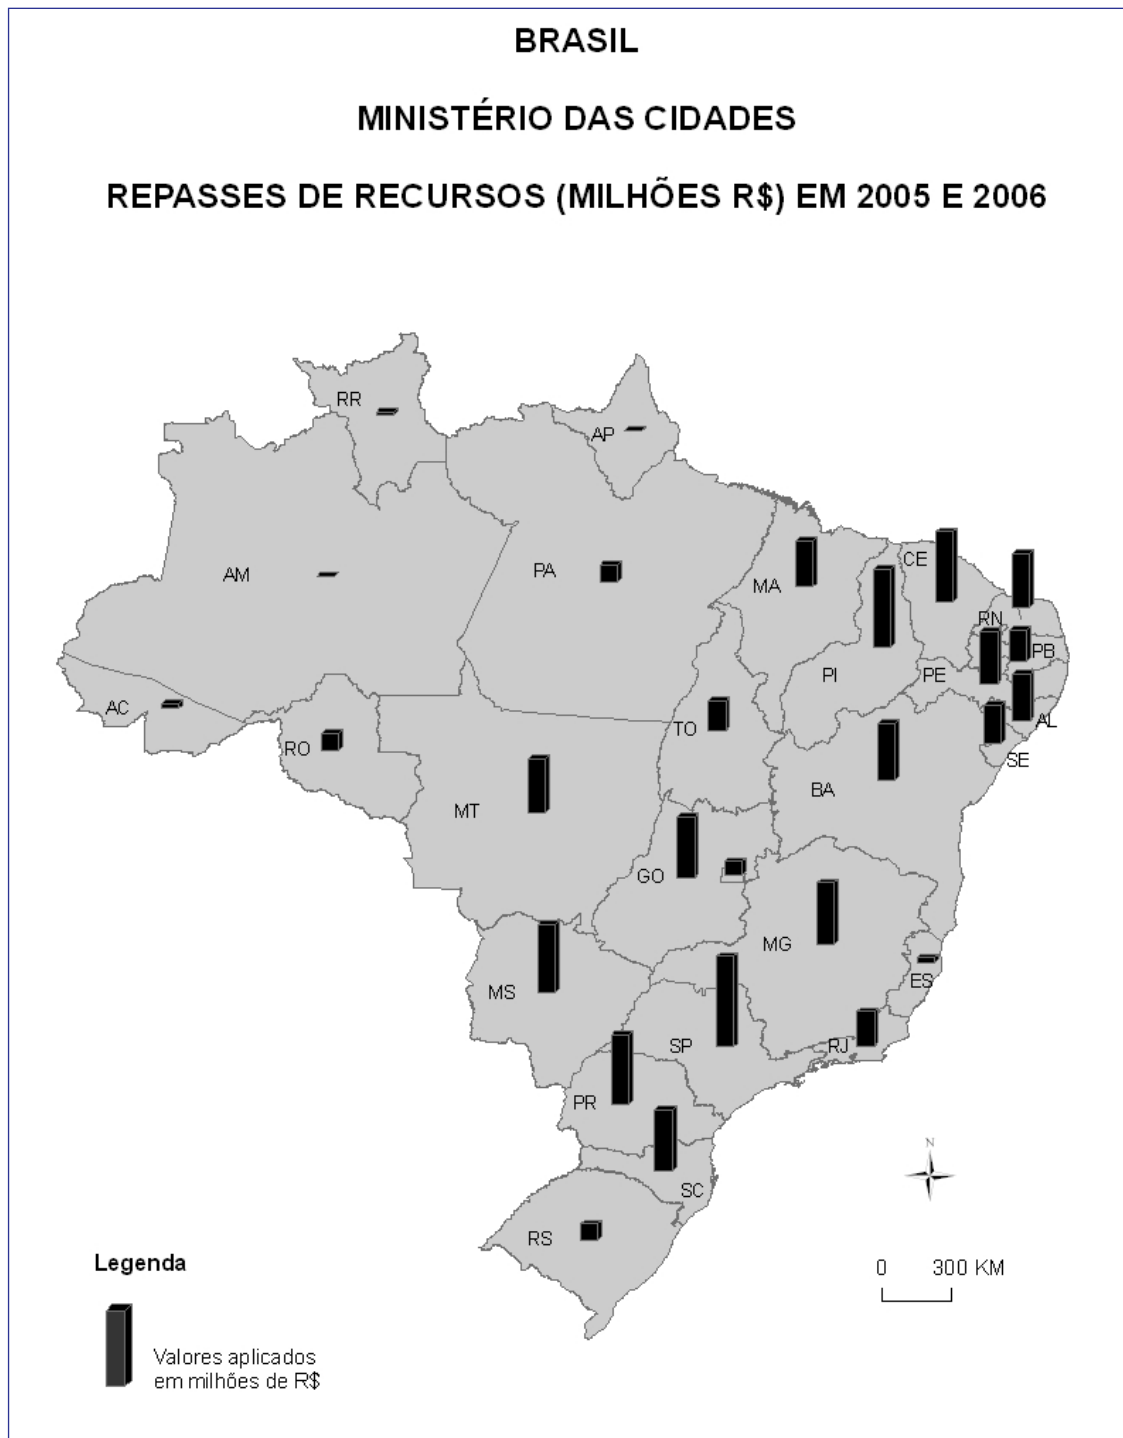 BRASIL
MINISTÉRIO DAS CIDADES
REPASSES DE RECURSOS (MILHÕES R$) EM 2005 E 2006
RR
AP
AM
PA
MA
CE
RN
PB
PI
PE
AC
RO
TO
AL
SE
MT
BA
GO
MG
MS
ES
SP
RJ
PR
N
SC
RS
Legenda
0 300 KM
Valores aplicados
em milhões de R$